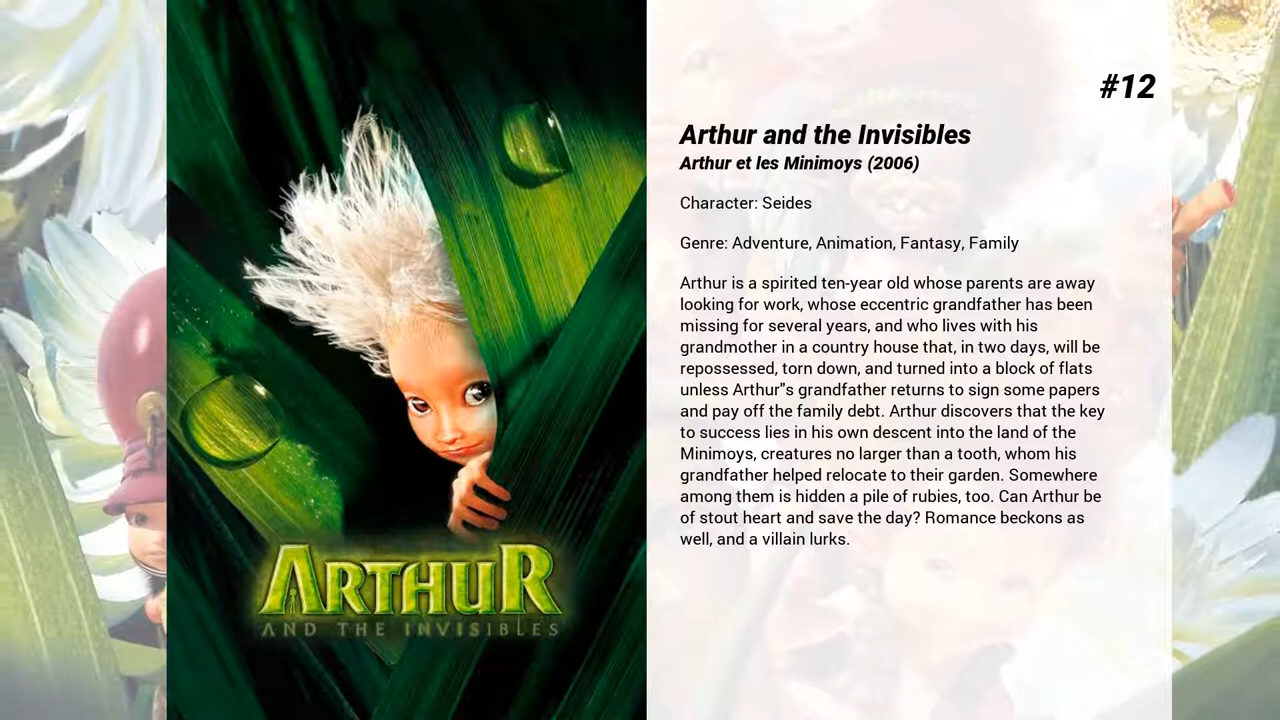 #12
Arthur and the Invisibles
Arthur et les Minimoys (2006)
Character: Seides
Genre: Adventure, Animation, Fantasy, Family
Arthur is a spirited ten-year old whose parents are away
looking for work, whose eccentric grandfather has been
missing for several years, and who lives with his
grandmother in a country house that, in two days, will be
repossessed, torn down, and turned into a block of flats
unless Arthur"s grandfather returns to sign some papers
and pay off the family debt. Arthur discovers that the key
to success lies in his own descent into the land of the
Minimoys, creatures no larger than a tooth, whom his
grandfather helped relocate to their garden. Somewhere
among them is hidden a pile of rubies, too. Can Arthur be
of stout heart and save the day? Romance beckons as
well, and a villain lurks.
ARTHUR
AND THE INVISIBLES